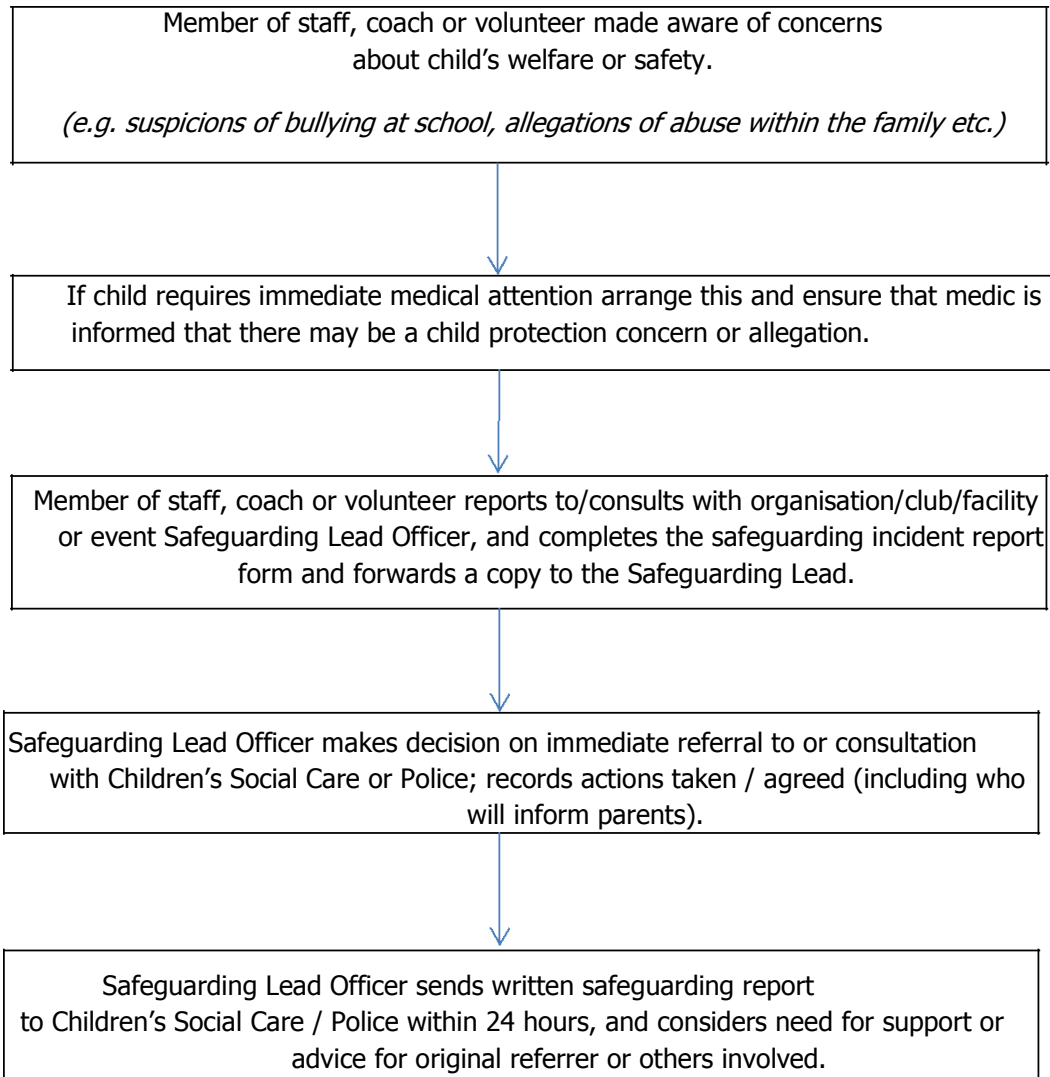 Member of staff, coach or volunteer made aware of concerns
about child’s welfare or safety.
(e.g. suspicions of bullying at school, allegations of abuse within the family etc.)
If child requires immediate medical attention arrange this and ensure that medic is
informed that there may be a child protection concern or allegation.
Member of staff, coach or volunteer reports to/consults with organisation/club/facility
or event Safeguarding Lead Officer, and completes the safeguarding incident report
form and forwards a copy to the Safeguarding Lead.
Safeguarding Lead Officer makes decision on immediate referral to or consultation
with Children’s Social Care or Police; records actions taken / agreed (including who
will inform parents).
Safeguarding Lead Officer sends written safeguarding report
to Children’s Social Care / Police within 24 hours, and considers need for support or
advice for original referrer or others involved.